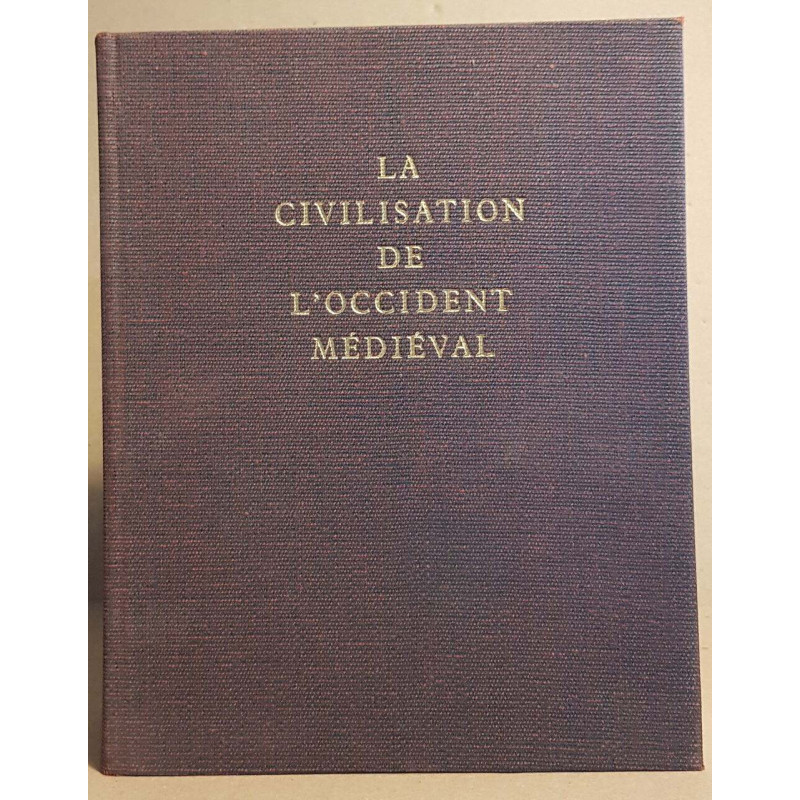 LA
CIVILISATION
DE
L'OCCIDENT
MÉDIÉVAL